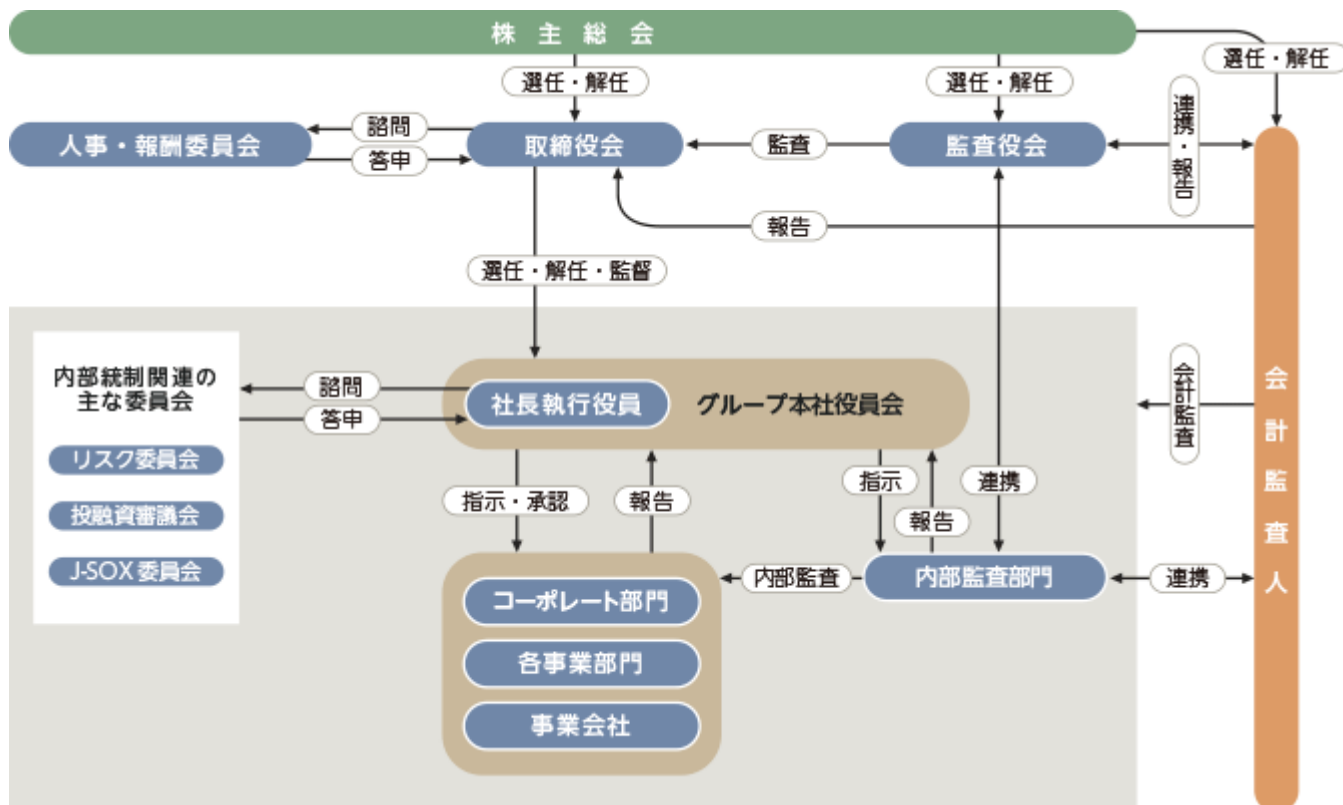 株主総会
選任・解任
選任・解任
選任・解任
人事・報酬委員会
諮問
答申
取締役会
監査
監査役会
連携・報告
報告
選任・解任・監督
内部統制関連の
主な委員会
リスク委員会
投融資審議会
J-SOX 委員会
諮問
答申
社長執行役員
グループ本社役員会
会計監査
会計監査人
指示・承認
報告
指示
報告
連携
コーポレート部門
各事業部門
事業会社
内部監査
内部監査部門
連携